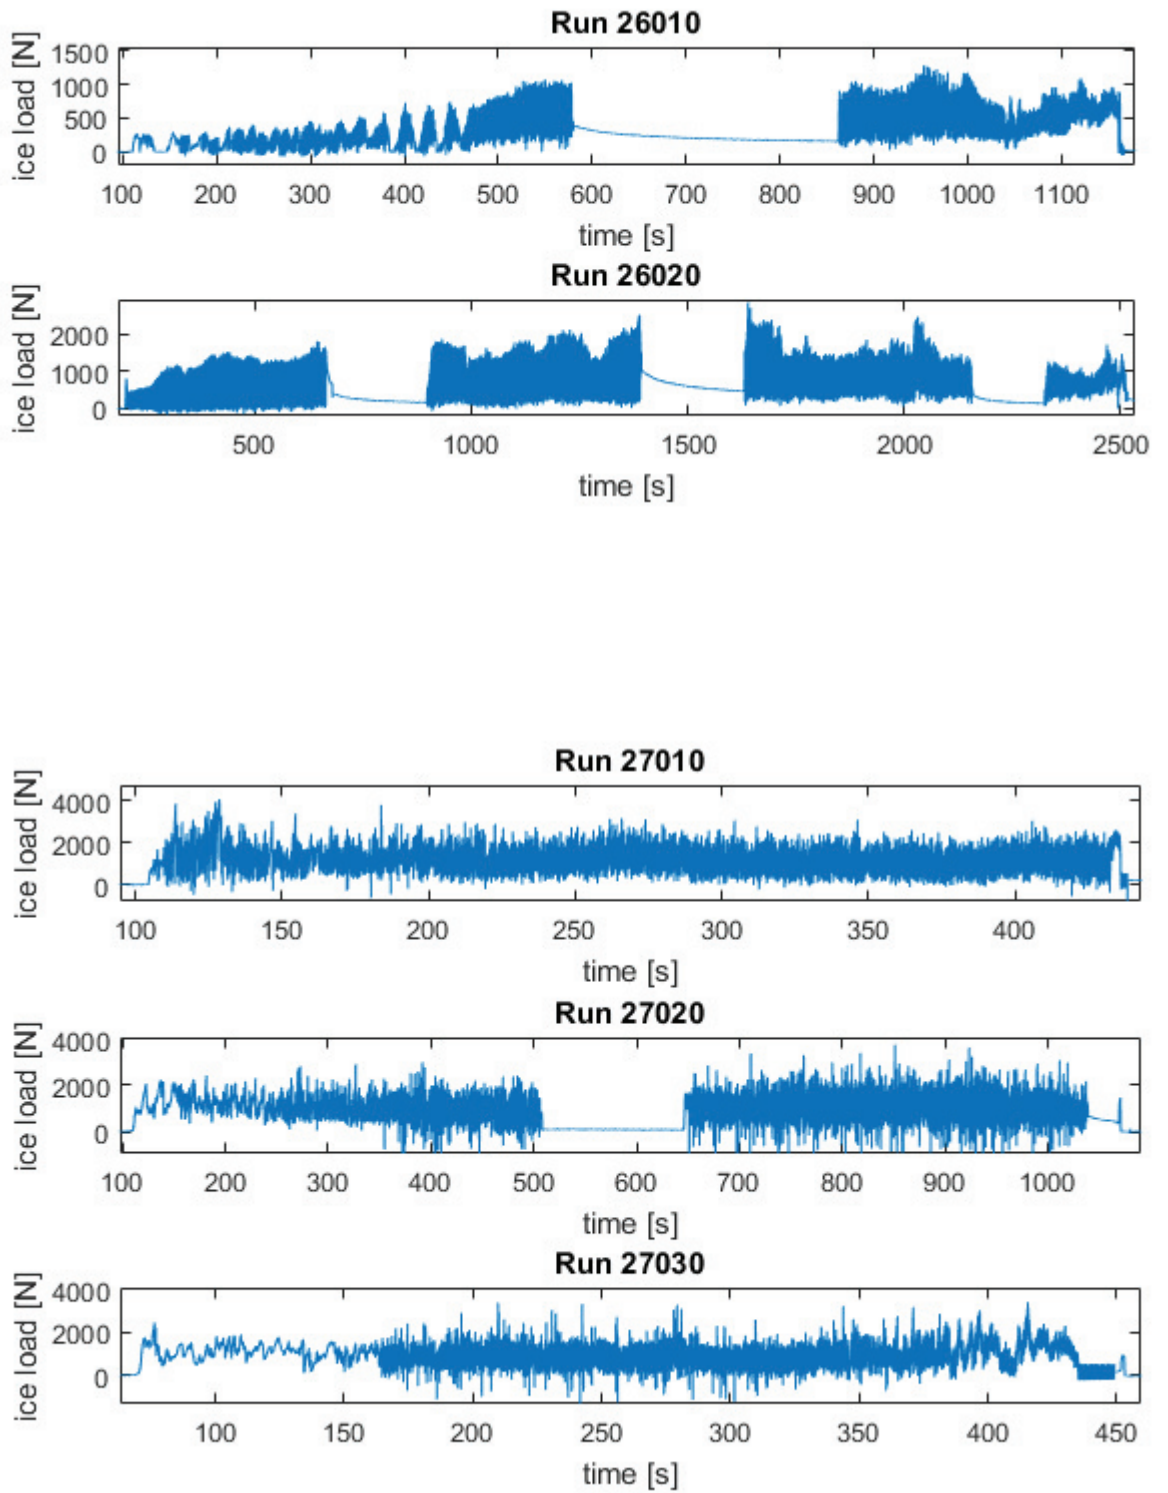 Run 26010
ice load [N]
1500
1000
500
0
100 200 300 400 500 600 700 800 900 1000 1100
time [s]
Run 26020
ice load [N]
2000
1000
0
500 1000 1500 2000 2500
time [s]
Run 27010
ice load [N]
4000
2000
0
100 150 200 250 300 350 400
time [s]
Run 27020
ice load [N]
4000
2000
0
100 200 300 400 500 600 700 800 900 1000
time [s]
Run 27030
ice load [N]
4000
2000
0
100 150 200 250 300 350 400 450
time [s]